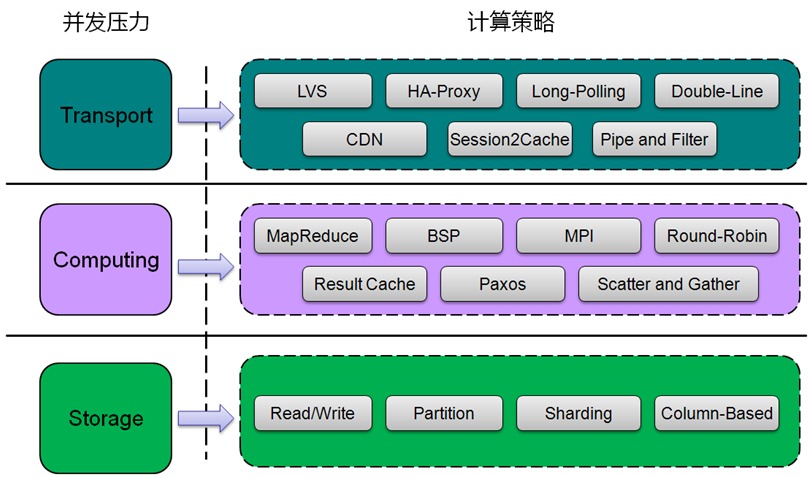 并发压力
计算策略
Transport
LVS
HA-Proxy
Long-Polling
Double-Line
CDN
Session2Cache
Pipe and Filter
Computing
MapReduce
BSP
MPI
Round-Robin
Result Cache
Paxos
Scatter and Gather
Storage
Read/Write
Partition
Sharding
Column-Based